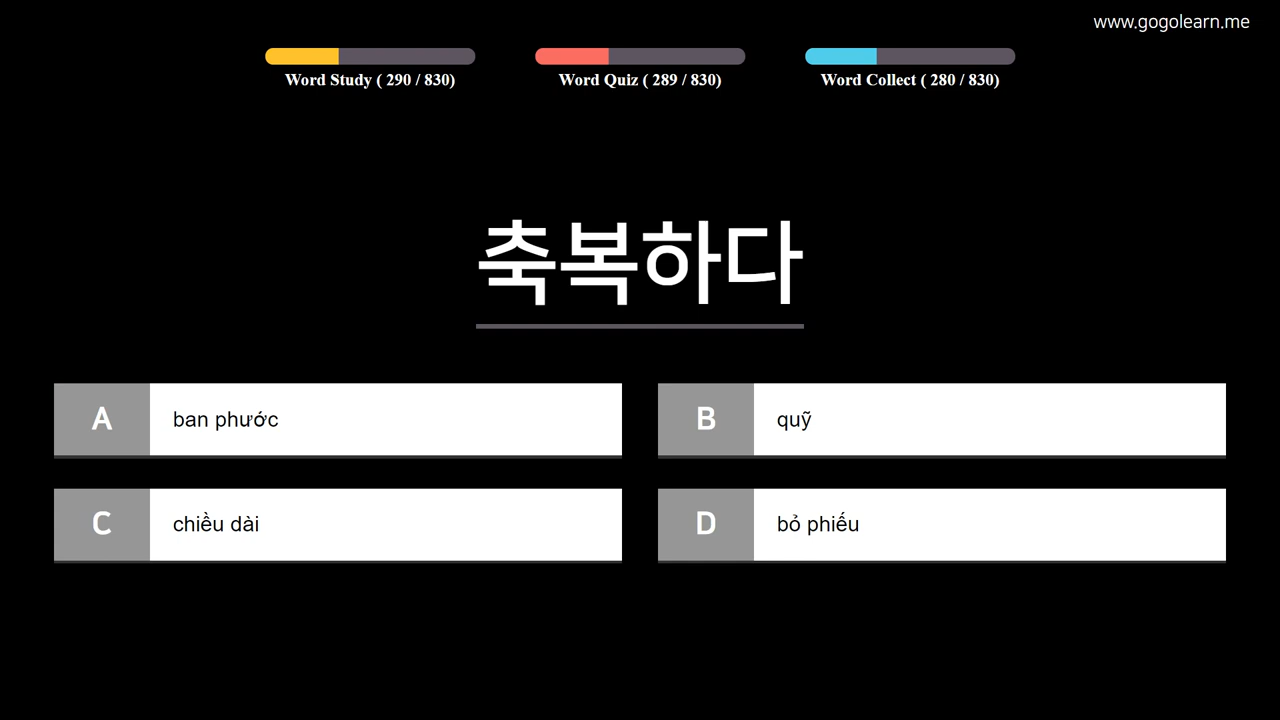 www.gogolearn.me
Word Study ( 290 / 830)
Word Quiz ( 289 / 830)
Word Collect ( 280 / 830)
축복하다
A ban phước
B quỹ
C chiều dài
D bỏ phiếu